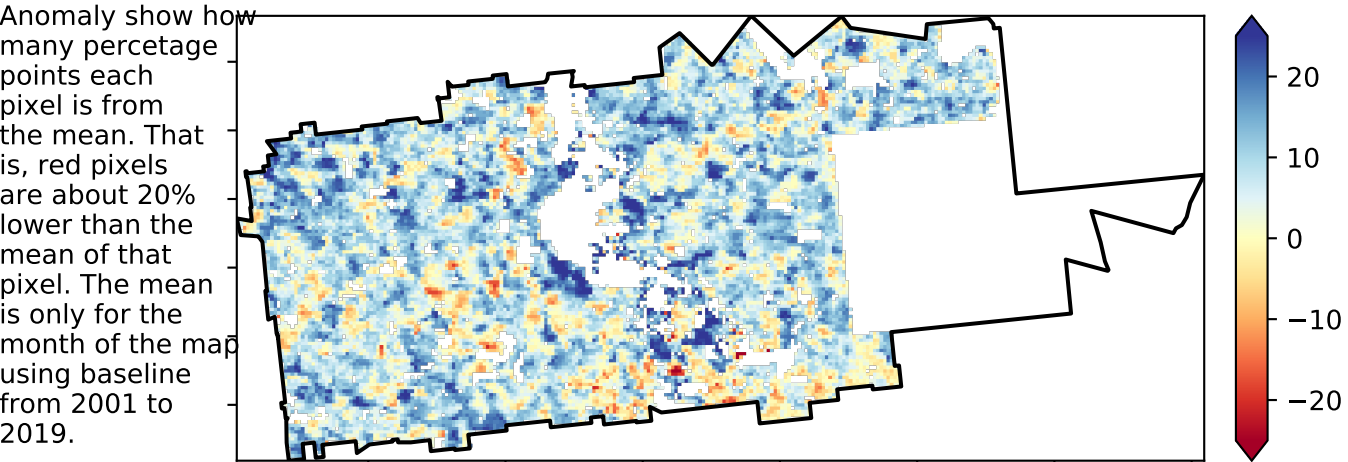 Anomaly show how
many percetage
points each
pixel is from
the mean. That
is, red pixels
are about 20%
lower than the
mean of that
pixel. The mean
is only for the
month of the map
using baseline
from 2001 to
2019.
20
10
0
−10
−20